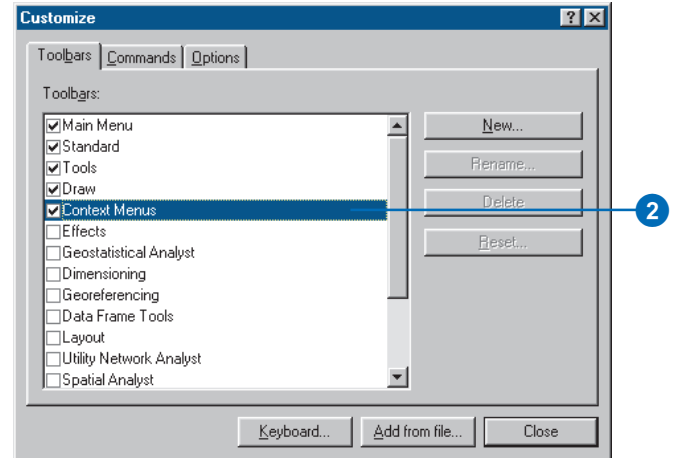 Customize
Toolbars Commands Options
Toolbars:
Main Menu
Standard
Tools
Draw
Context Menus
Effects
Geostatistical Analyst
Dimensioning
Georeferencing
Data Frame Tools
Layout
Utility Network Analyst
Spatial Analyst
New...
Rename...
Delete
Reset...
2
Keyboard... Add from file... Close